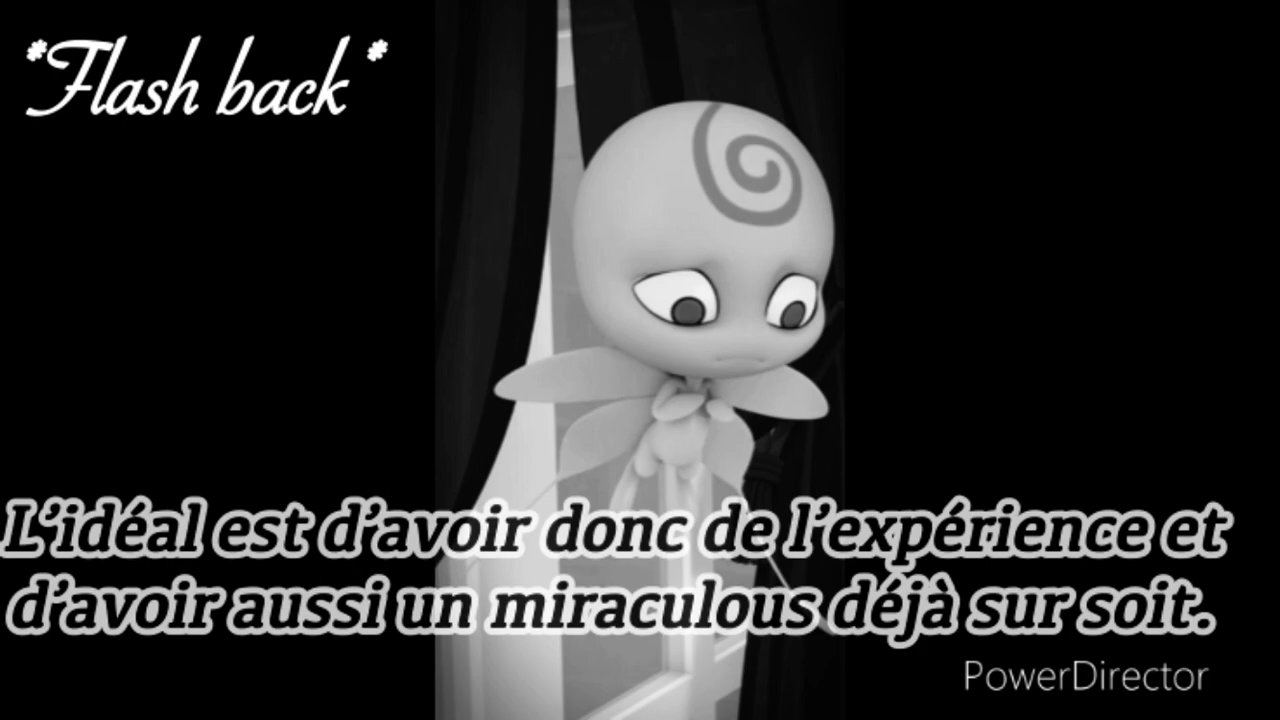 *Flash back*
L'idéal est d'avoir donc de l'expérience et
d'avoir aussi un miraculous déjà sur soit.
PowerDirector